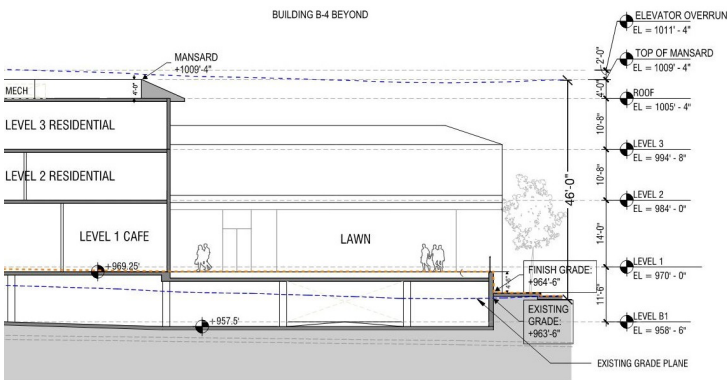 BUILDING B-4 BEYOND
MANSARD
+1009'-4"
4'-0"
MECH
LEVEL 3 RESIDENTIAL
LEVEL 2 RESIDENTIAL
LEVEL 1 CAFE
LAWN
+969.25'
+957.5'
46'-0"
FINISH GRADE:
+964'-6"
EXISTING
GRADE:
+963'-6"
EXISTING GRADE PLANE
2'-0"
4'-0"
10'-8"
10'-8"
14'-0"
11'-6"
ELEVATOR OVERRUN
EL = 1011' - 4"
TOP OF MANSARD
EL = 1009' - 4"
ROOF
EL = 1005' - 4"
LEVEL 3
EL = 994' - 8"
LEVEL 2
EL = 984' - 0"
LEVEL 1
EL = 970' - 0"
LEVEL B1
EL = 958' - 6"